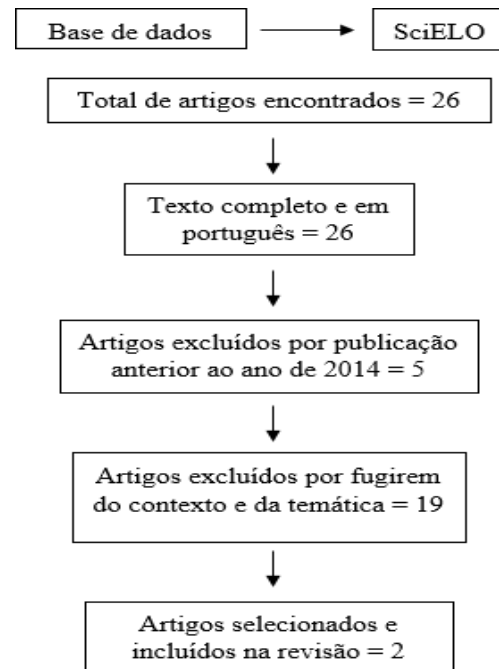 Base de dados
SciELO
Total de artigos encontrados = 26
Texto completo e em
português = 26
Artigos excluídos por publicação
anterior ao ano de 2014 = 5
Artigos excluídos por fugirem
do contexto e da temática = 19
Artigos selecionados e
incluídos na revisão = 2